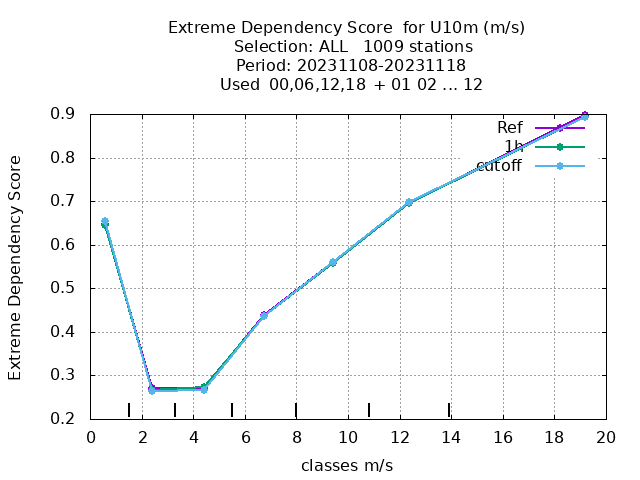 Extreme Dependency Score  for U10m (m/s)
Selection: ALL   1009 stations
Period: 20231108-20231118
Used 00,06,12,18 + 01 02 ... 12
Extreme Dependency Score
0.9
0.8
0.7
0.6
0.5
0.4
0.3
0.2
Ref
1h
cutoff
0 2 4 6 8 10 12 14 16 18 20
classes m/s